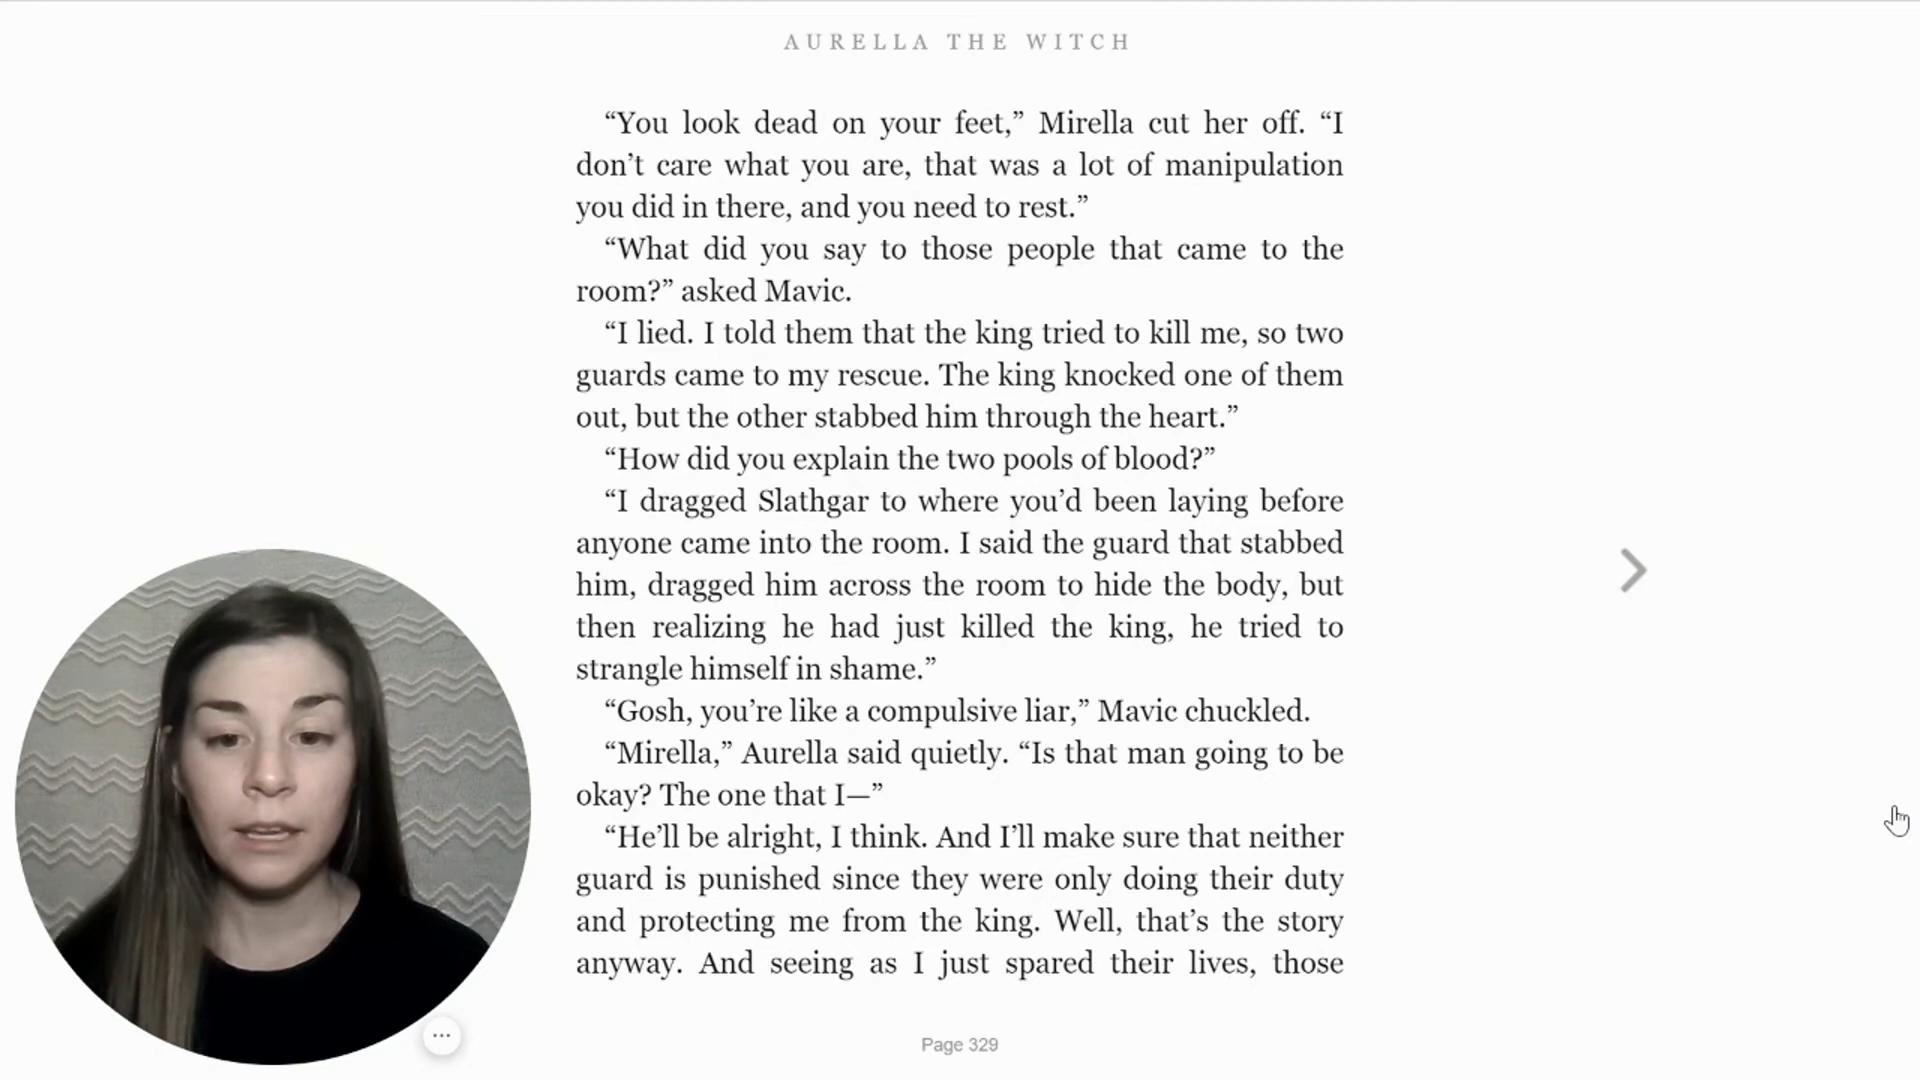 AURELLA THE WITCH
“You look dead on your feet,” Mirella cut her off. “I
don’t care what you are, that was a lot of manipulation
you did in there, and you need to rest.”
“What did you say to those people that came to the
room?” asked Mavic.
“I lied. I told them that the king tried to kill me, so two
guards came to my rescue. The king knocked one of them
out, but the other stabbed him through the heart.”
“How did you explain the two pools of blood?”
“I dragged Slathgar to where you’d been laying before
anyone came into the room. I said the guard that stabbed
him, dragged him across the room to hide the body, but
then realizing he had just killed the king, he tried to
strangle himself in shame.”
“Gosh, you’re like a compulsive liar,” Mavic chuckled.
“Mirella,” Aurella said quietly. “Is that man going to be
okay? The one that I—”
“He’ll be alright, I think. And I’ll make sure that neither
guard is punished since they were only doing their duty
and protecting me from the king. Well, that’s the story
anyway. And seeing as I just spared their lives, those
Page 329